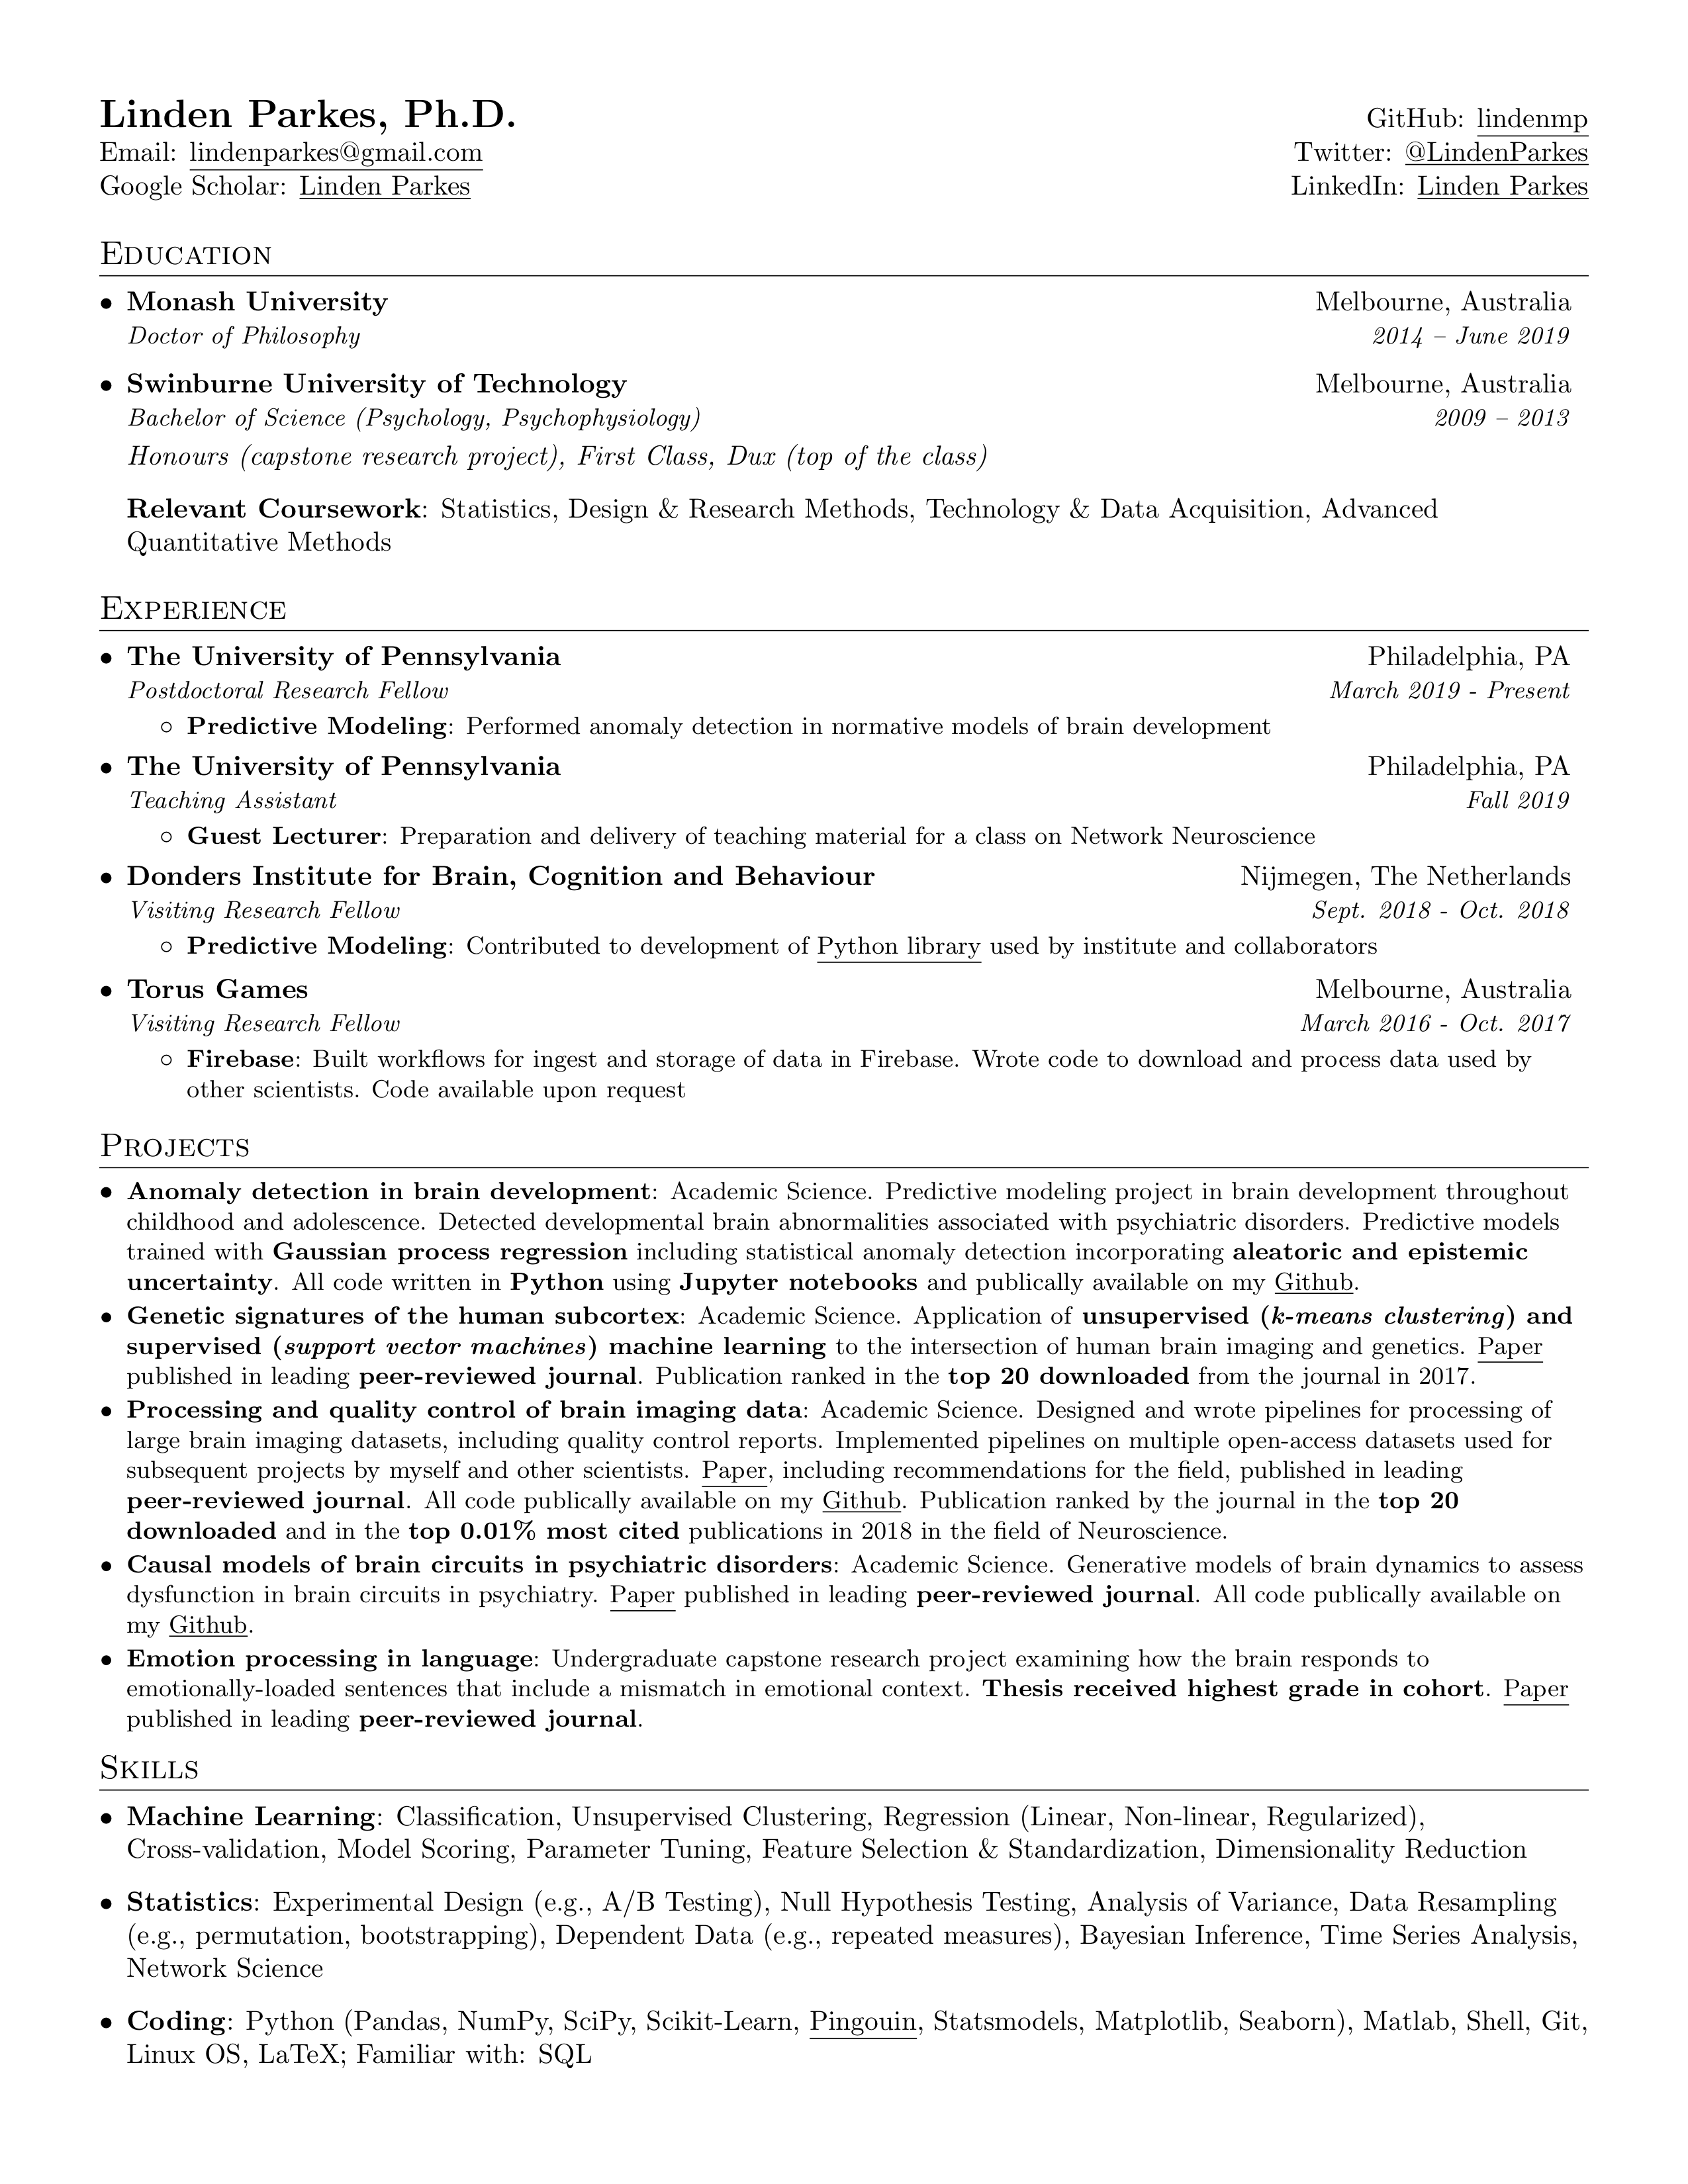 Linden Parkes, Ph.D. GitHub: lindenmp
Email: lindenparkes@gmail.com Twitter: @LindenParkes
Google Scholar: Linden Parkes LinkedIn: Linden Parkes
Education
• Monash University Melbourne, Australia
Doctor of Philosophy 2014 – June 2019
• Swinburne University of Technology Melbourne, Australia
Bachelor of Science (Psychology, Psychophysiology) 2009 – 2013
Honours (capstone research project), First Class, Dux (top of the class)
Relevant Coursework: Statistics, Design & Research Methods, Technology & Data Acquisition, Advanced
Quantitative Methods
Experience
• The University of Pennsylvania Philadelphia, PA
Postdoctoral Research Fellow March 2019 - Present
◦ Predictive Modeling: Performed anomaly detection in normative models of brain development
• The University of Pennsylvania Philadelphia, PA
Teaching Assistant Fall 2019
◦ Guest Lecturer: Preparation and delivery of teaching material for a class on Network Neuroscience
• Donders Institute for Brain, Cognition and Behaviour Nijmegen, The Netherlands
Visiting Research Fellow Sept. 2018 - Oct. 2018
◦ Predictive Modeling: Contributed to development of Python library used by institute and collaborators
• Torus Games Melbourne, Australia
Visiting Research Fellow March 2016 - Oct. 2017
◦ Firebase: Built workflows for ingest and storage of data in Firebase. Wrote code to download and process data used by
other scientists. Code available upon request
Projects
• Anomaly detection in brain development: Academic Science. Predictive modeling project in brain development throughout
childhood and adolescence. Detected developmental brain abnormalities associated with psychiatric disorders. Predictive models
trained with Gaussian process regression including statistical anomaly detection incorporating aleatoric and epistemic
uncertainty. All code written in Python using Jupyter notebooks and publically available on my Github.
• Genetic signatures of the human subcortex: Academic Science. Application of unsupervised (k-means clustering) and
supervised (support vector machines) machine learning to the intersection of human brain imaging and genetics. Paper
published in leading peer-reviewed journal. Publication ranked in the top 20 downloaded from the journal in 2017.
• Processing and quality control of brain imaging data: Academic Science. Designed and wrote pipelines for processing of
large brain imaging datasets, including quality control reports. Implemented pipelines on multiple open-access datasets used for
subsequent projects by myself and other scientists. Paper, including recommendations for the field, published in leading
peer-reviewed journal. All code publically available on my Github. Publication ranked by the journal in the top 20
downloaded and in the top 0.01% most cited publications in 2018 in the field of Neuroscience.
• Causal models of brain circuits in psychiatric disorders: Academic Science. Generative models of brain dynamics to assess
dysfunction in brain circuits in psychiatry. Paper published in leading peer-reviewed journal. All code publically available on
my Github.
• Emotion processing in language: Undergraduate capstone research project examining how the brain responds to
emotionally-loaded sentences that include a mismatch in emotional context. Thesis received highest grade in cohort. Paper
published in leading peer-reviewed journal.
Skills
• Machine Learning: Classification, Unsupervised Clustering, Regression (Linear, Non-linear, Regularized),
Cross-validation, Model Scoring, Parameter Tuning, Feature Selection & Standardization, Dimensionality Reduction
• Statistics: Experimental Design (e.g., A/B Testing), Null Hypothesis Testing, Analysis of Variance, Data Resampling
(e.g., permutation, bootstrapping), Dependent Data (e.g., repeated measures), Bayesian Inference, Time Series Analysis,
Network Science
• Coding: Python (Pandas, NumPy, SciPy, Scikit-Learn, Pingouin, Statsmodels, Matplotlib, Seaborn), Matlab, Shell, Git,
Linux OS, LaTeX; Familiar with: SQL